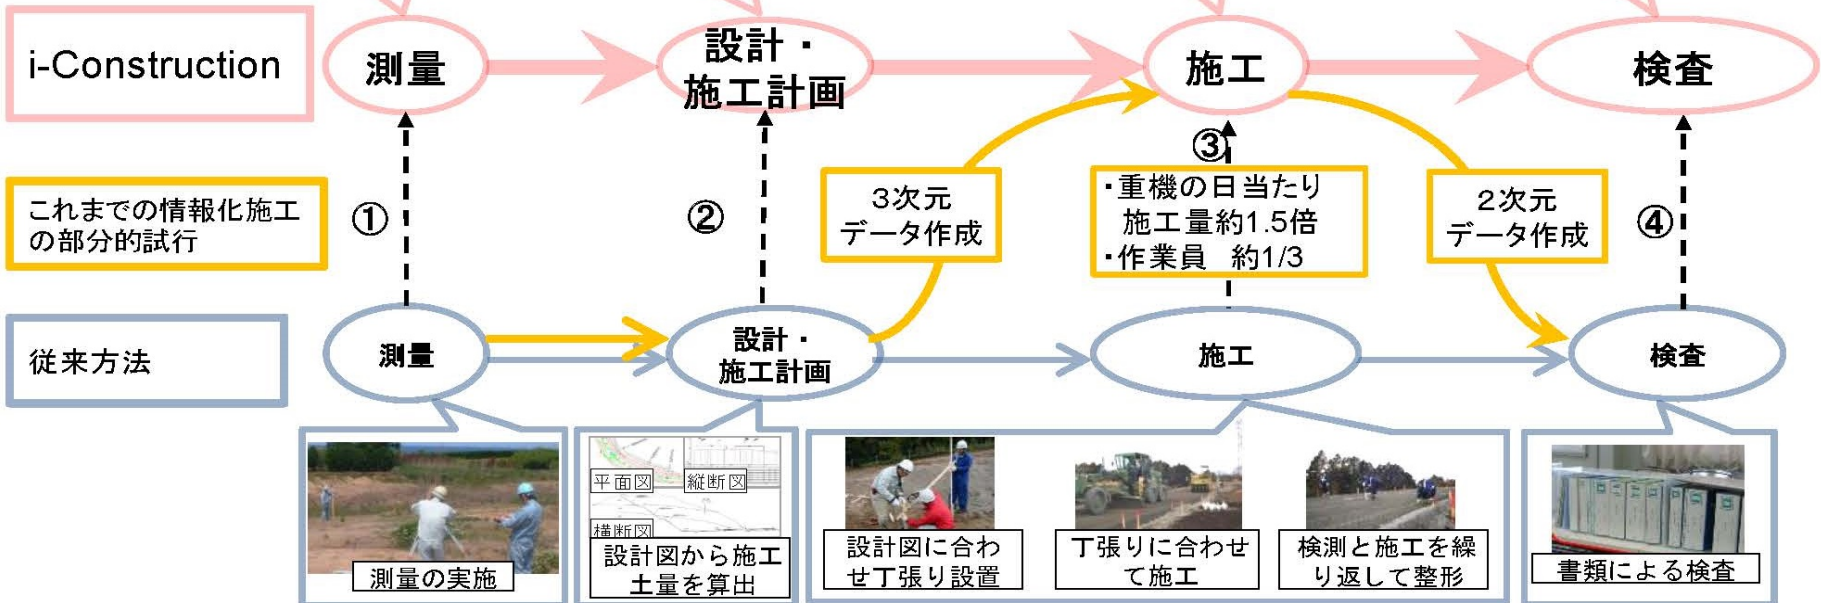 i-Construction
測量
設計・
施工計画
施工
検査
これまでの情報化施工
の部分的試行
①
②
3次元
データ作成
③
・重機の日当たり
施工量約1.5倍
・作業員 約1/3
2次元
データ作成
④
従来方法
測量
設計・
施工計画
施工
検査
測量の実施
平面図
縦断図
横断図
設計図から施工
土量を算出
設計図に合わ
せ丁張り設置
丁張りに合わせ
て施工
検測と施工を繰
り返して整形
書類による検査